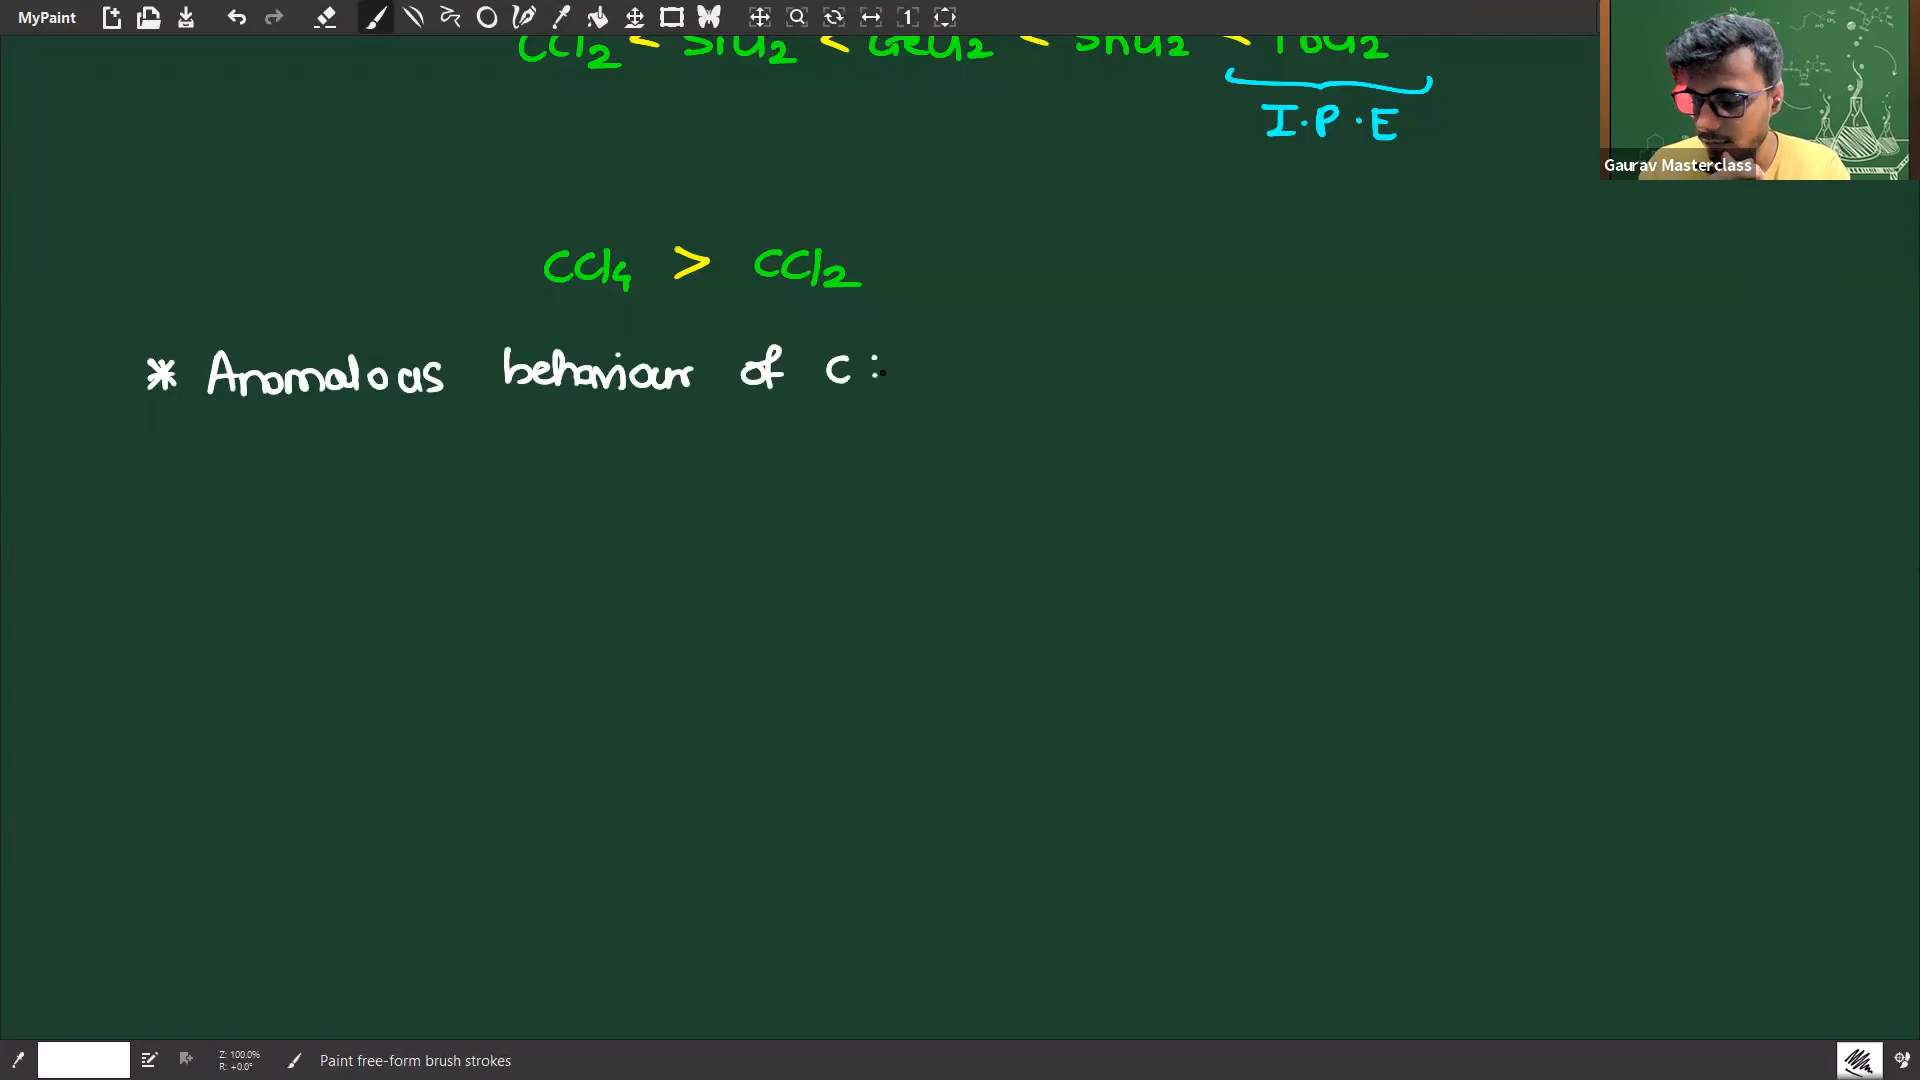 MyPaint
CCl2 < SiCl2 < GeCl2 < SnCl2 < PbCl2
I.P.E
Gaurav Masterclass
CCl4 > CCl2
* Anomalous behaviour of C :
Z: 100.0%
R: +0.0°
Paint free-form brush strokes